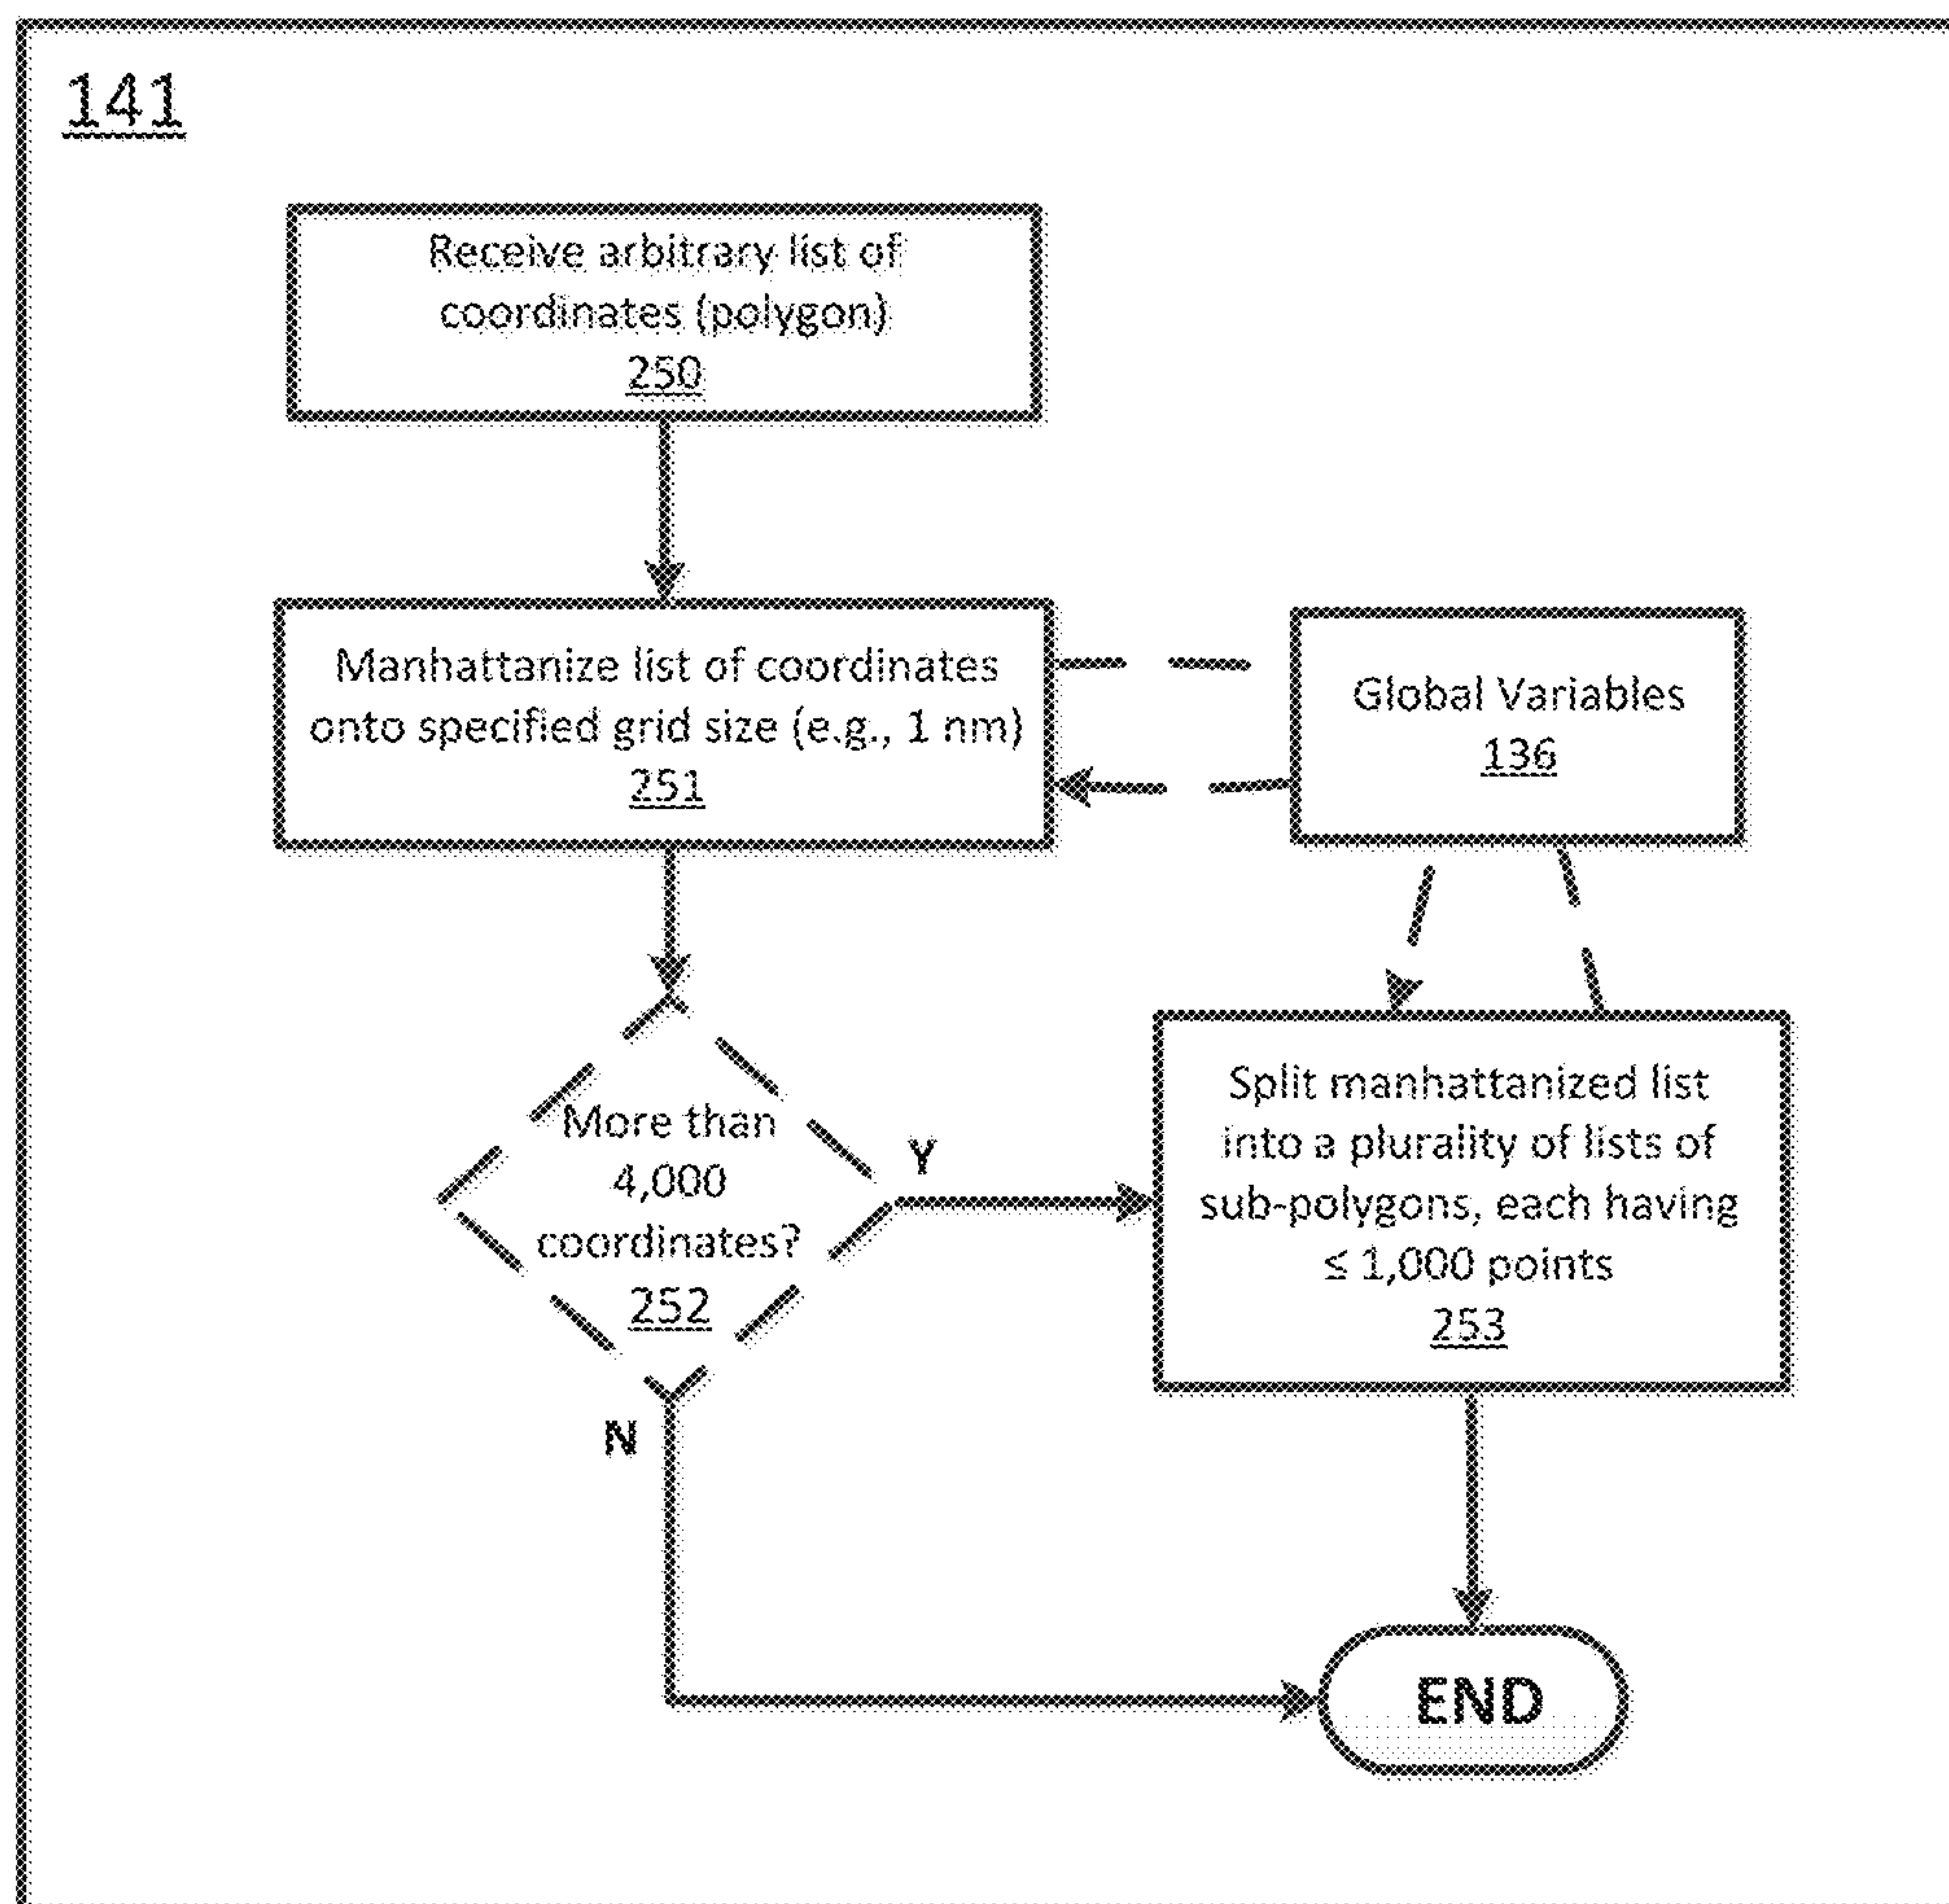 141
Receive arbitrary list of
coordinates (polygon)
250
Manhattanize list of coordinates
onto specified grid size (e.g., 1 nm)
251
Global Variables
136
More than
4,000
coordinates?
252
Y
N
Split manhattanized list
into a plurality of lists of
sub-polygons, each having
≤ 1,000 points
253
END